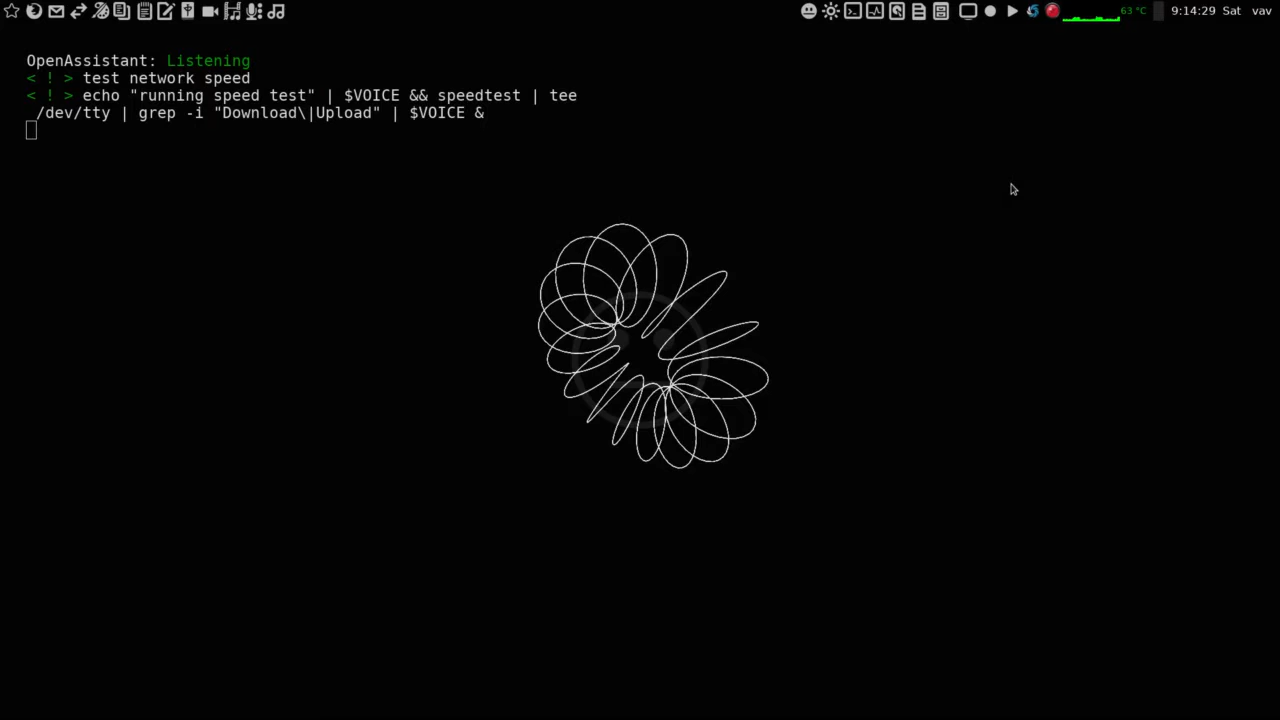 63 °C 9:14:29 Sat vav
OpenAssistant: Listening
< ! > test network speed
< ! > echo "running speed test" | $VOICE && speedtest | tee
/dev/tty | grep -i "Download\|Upload" | $VOICE &